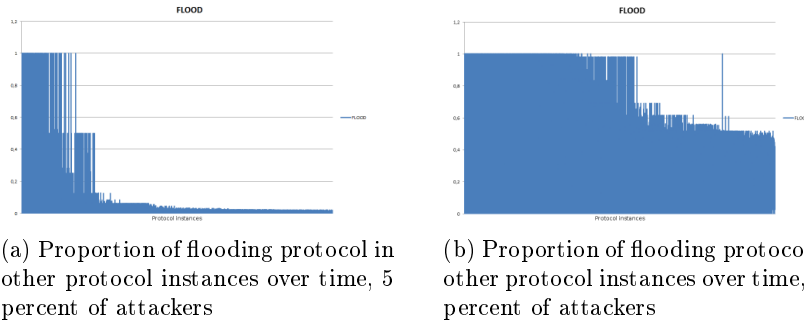 FLOOD
1,2
1
0,8
0,6
0,4
0,2
0
FLOOD
Protocol Instances
FLOOD
1,2
1
0,8
0,6
0,4
0,2
0
FLOO
Protocol Instances
(a) Proportion of flooding protocol in
other protocol instances over time, 5
percent of attackers
(b) Proportion of flooding protoco
other protocol instances over time,
percent of attackers